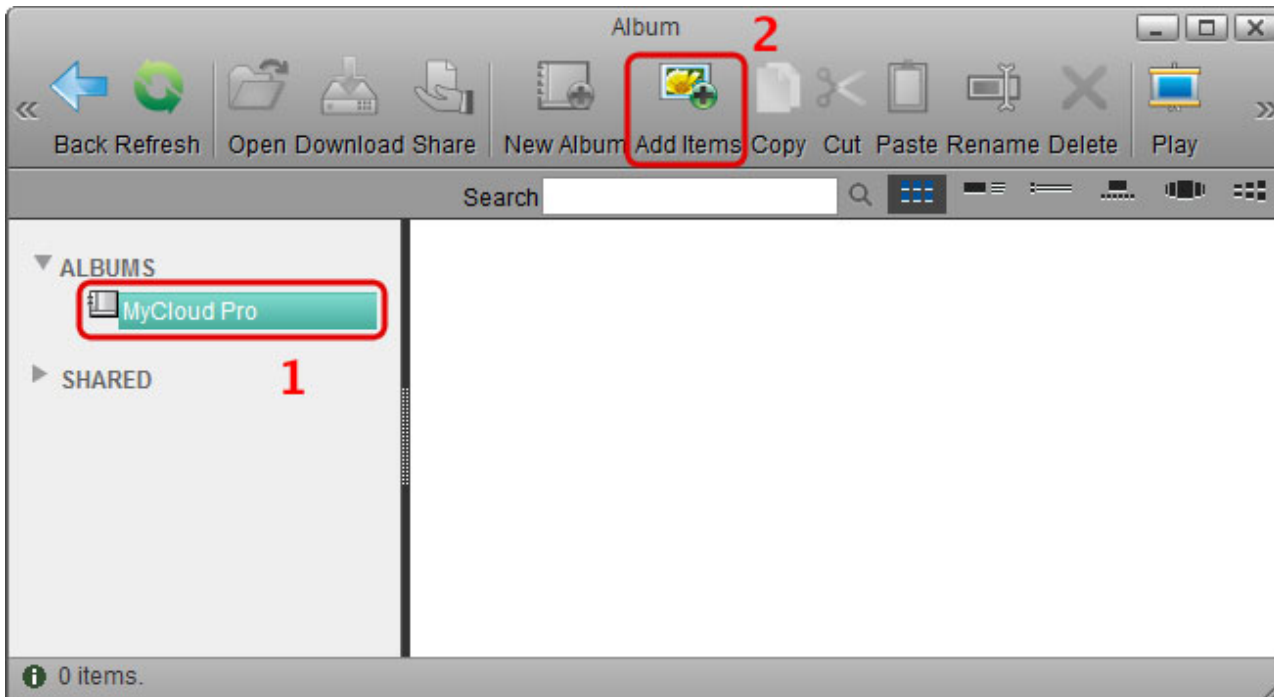 Album
2
Back Refresh Open Download Share New Album Add Items Copy Cut Paste Rename Delete Play
Search
ALBUMS
MyCloud Pro
1
SHARED
0 items.